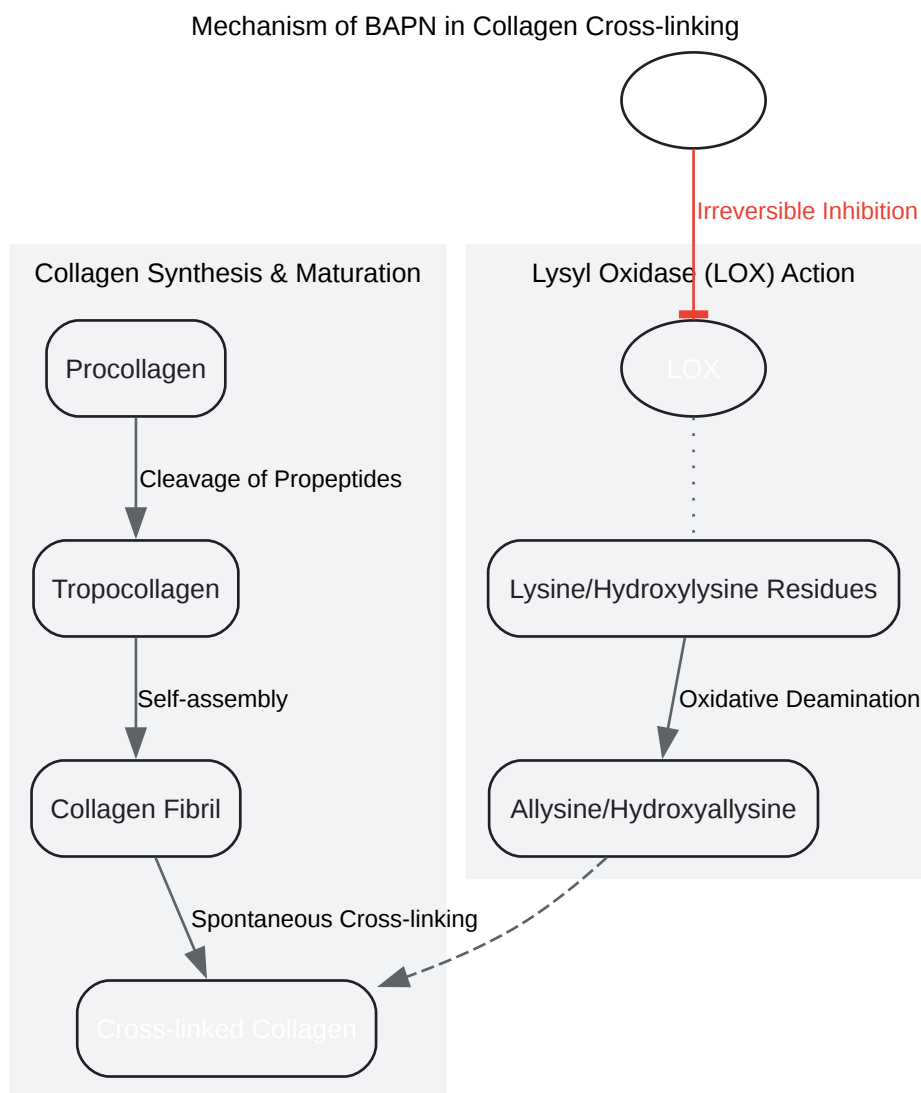 Mechanism of BAPN in Collagen Cross-linking
Irreversible Inhibition
Collagen Synthesis & Maturation
Procollagen
Cleavage of Propeptides
Tropocollagen
Self-assembly
Collagen Fibril
Spontaneous Cross-linking
Cross-linked Collagen
Lysyl Oxidase (LOX) Action
LOX
Lysine/Hydroxylysine Residues
Oxidative Deamination
Allysine/Hydroxyallysine